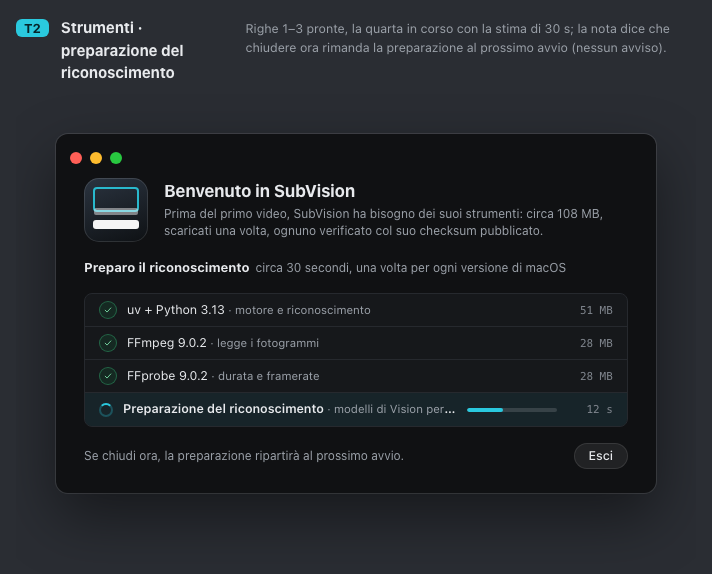 T2 Strumenti ·
preparazione del
riconoscimento
Righe 1–3 pronte, la quarta in corso con la stima di 30 s; la nota dice che
chiudere ora rimanda la preparazione al prossimo avvio (nessun avviso).
Benvenuto in SubVision
Prima del primo video, SubVision ha bisogno dei suoi strumenti: circa 108 MB,
scaricati una volta, ognuno verificato col suo checksum pubblicato.
Preparo il riconoscimento circa 30 secondi, una volta per ogni versione di macOS
uv + Python 3.13 · motore e riconoscimento 51 MB
FFmpeg 9.0.2 · legge i fotogrammi 28 MB
FFprobe 9.0.2 · durata e framerate 28 MB
Preparazione del riconoscimento · modelli di Vision per... 12 s
Se chiudi ora, la preparazione ripartirà al prossimo avvio.
Esci